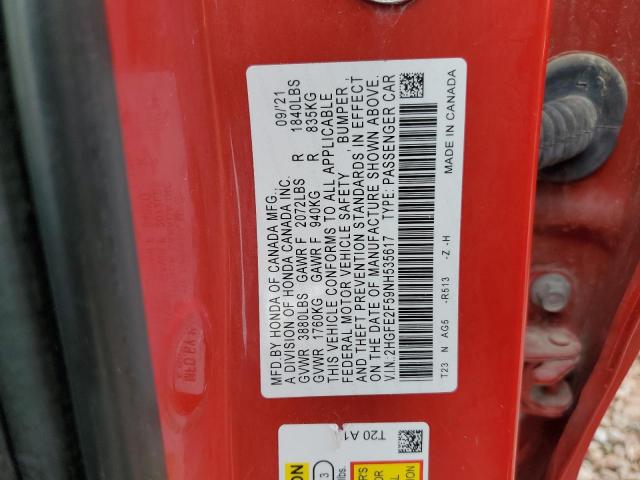 MFD.BY HONDA OF CANADA MFG., 09/21
A DIVISION OF HONDA CANADA INC.
GVWR 3880LBS GAWR F 2072LBS R 1840LBS
GVWR 1760KG GAWR F 940KG R 835KG
THIS VEHICLE CONFORMS TO ALL APPLICABLE
FEDERAL MOTOR VEHICLE SAFETY, BUMPER,
AND THEFT PREVENTION STANDARDS IN EFFECT
ON THE DATE OF MANUFACTURE SHOWN ABOVE.
V.I.N:2HGFE2F59NH535617 TYPE: PASSENGER CAR
T23 N AG5 -R513 -Z -H MADE IN CANADA
T20 A1
3
lbs.